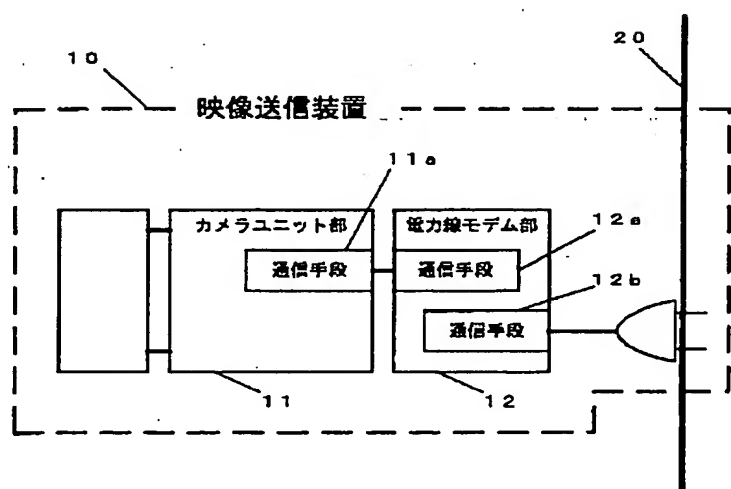 10
20
映像送信装置
11a
カメラユニット部
電力線モデム部
12a
通信手段
通信手段
12b
通信手段
11
12